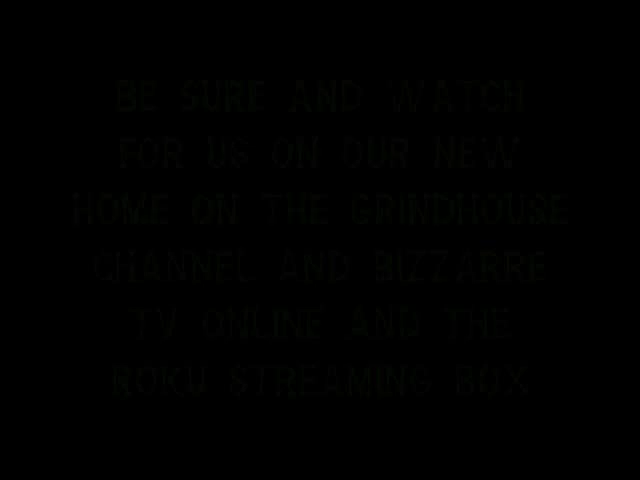 BE SURE AND WATCH
FOR US ON OUR NEW
HOME ON THE GRINDHOUSE
CHANNEL AND BIZZARRE
TV ONLINE AND THE
ROKU STREAMING BOX